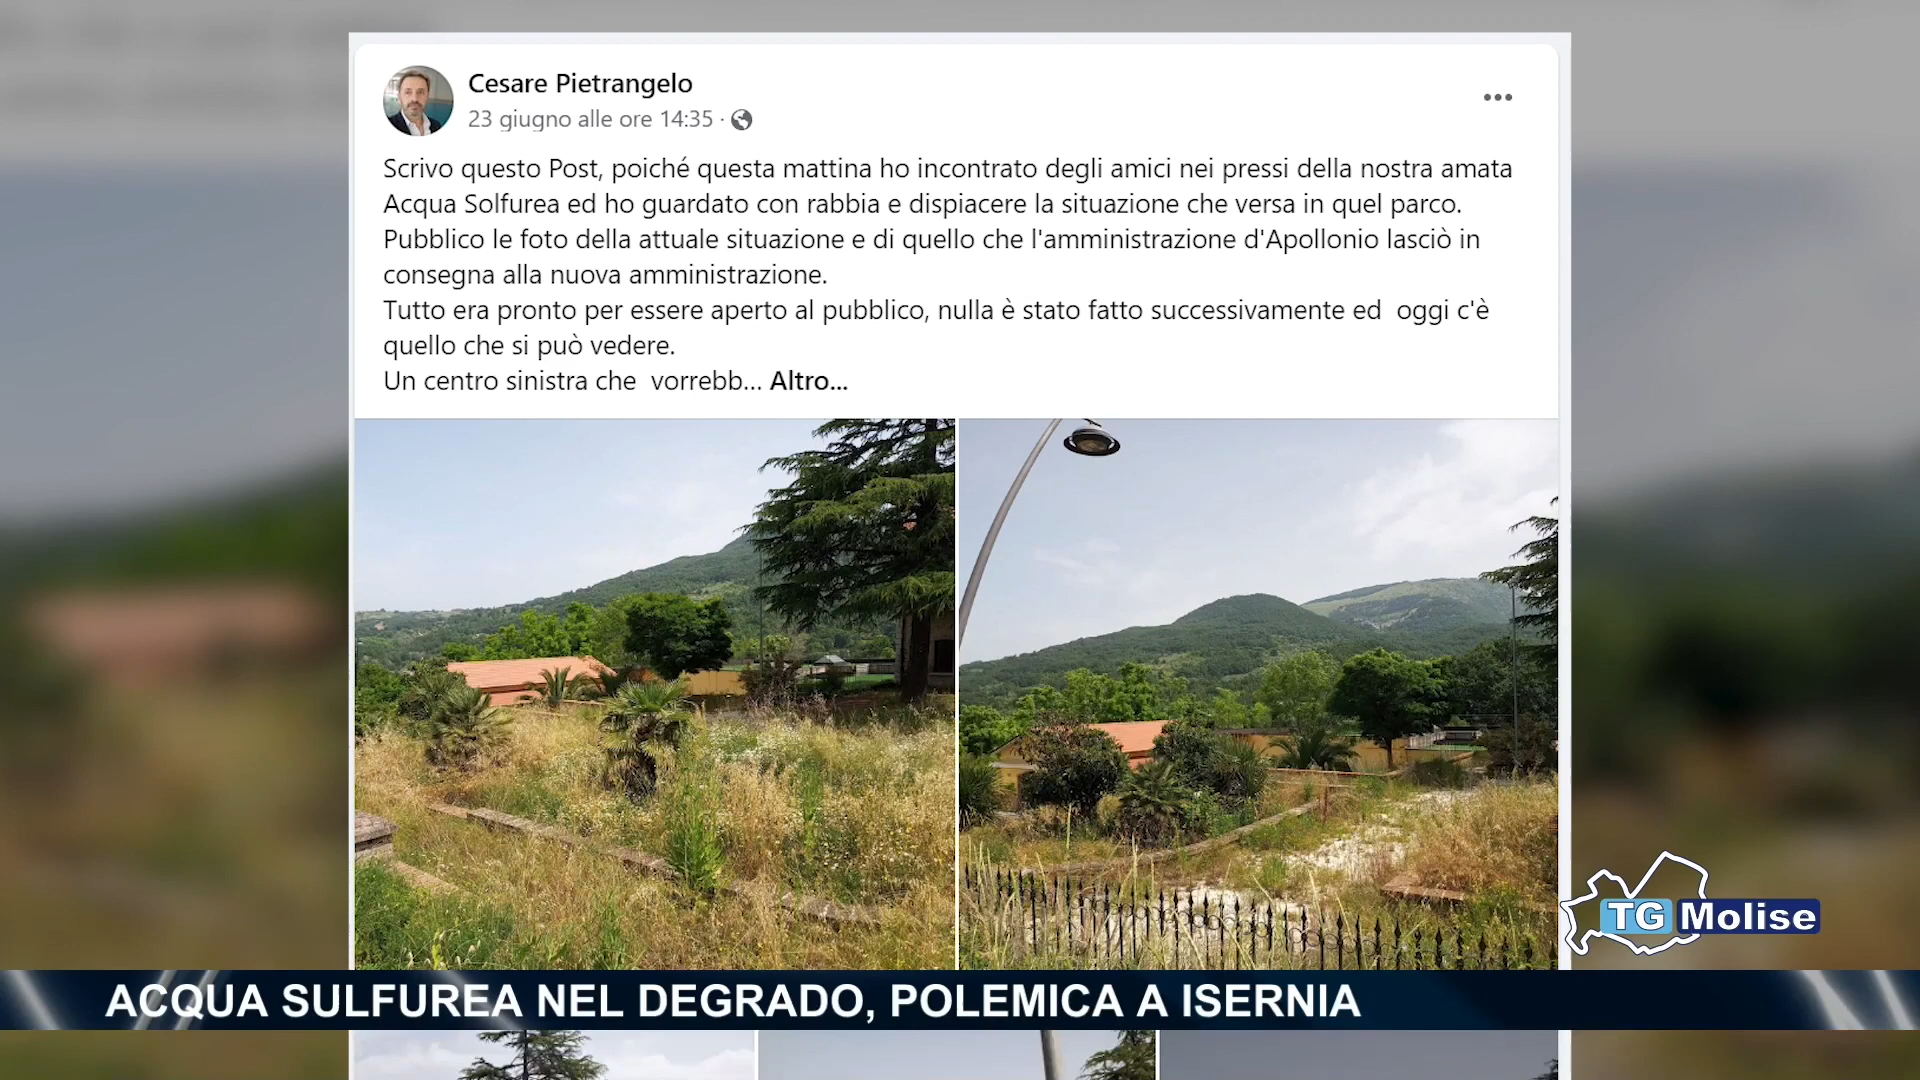 Cesare Pietrangelo
23 giugno alle ore 14:35 ·
Scrivo questo Post, poiché questa mattina ho incontrato degli amici nei pressi della nostra amata
Acqua Solfurea ed ho guardato con rabbia e dispiacere la situazione che versa in quel parco.
Pubblico le foto della attuale situazione e di quello che l'amministrazione d'Apollonio lasciò in
consegna alla nuova amministrazione.
Tutto era pronto per essere aperto al pubblico, nulla è stato fatto successivamente ed  oggi c'è
quello che si può vedere.
Un centro sinistra che  vorrebb... Altro...
TG Molise
ACQUA SULFUREA NEL DEGRADO, POLEMICA A ISERNIA